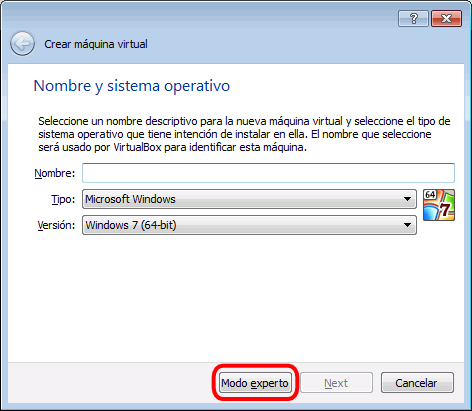 ?
Crear máquina virtual
Nombre y sistema operativo
Seleccione un nombre descriptivo para la nueva máquina virtual y seleccione el tipo de
sistema operativo que tiene intención de instalar en ella. El nombre que seleccione
será usado por VirtualBox para identificar esta máquina.
Nombre:
Tipo: Microsoft Windows
64
7
Versión: Windows 7 (64-bit)
Modo experto Next Cancelar